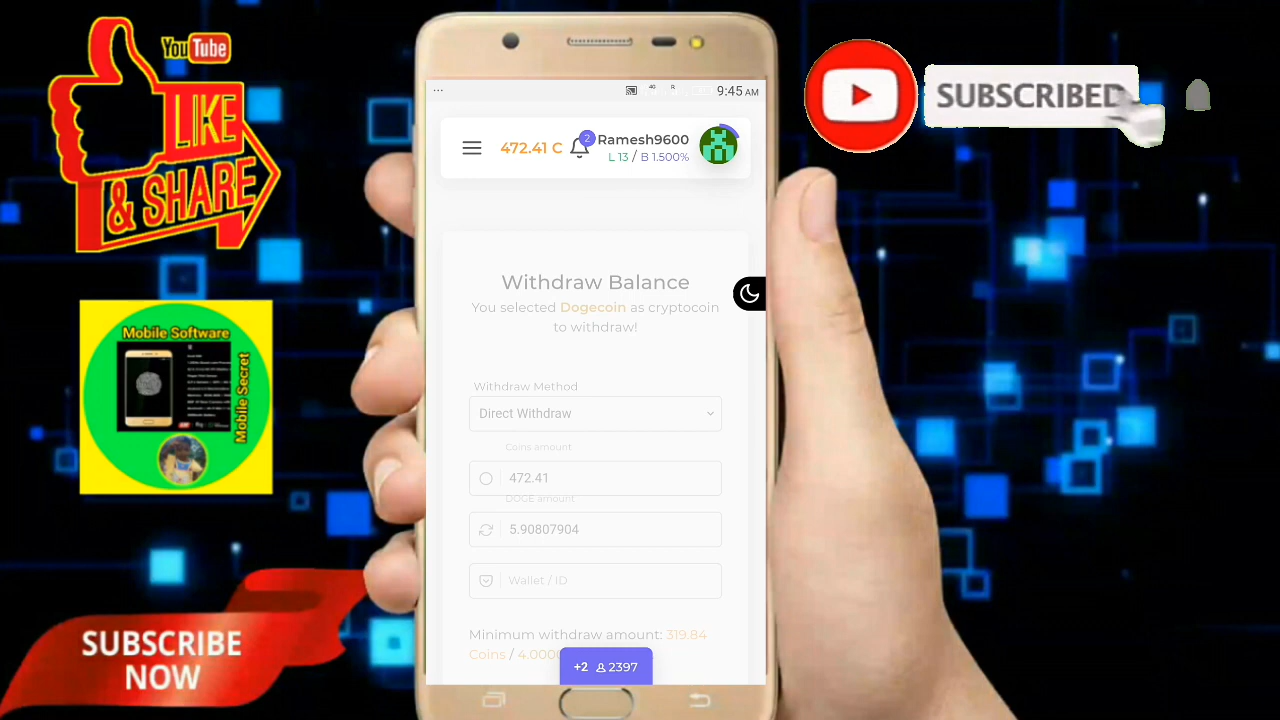 YouTube
LIKE
& SHARE
SUBSCRIBED
Mobile Software
Mobile Secret
SUBSCRIBE
NOW
9:45 AM
472.41 C
2
Ramesh9600
L 13 / B 1.500%
Withdraw Balance
You selected Dogecoin as cryptocoin
to withdraw!
Withdraw Method
Direct Withdraw
Coins amount
472.41
DOGE amount
5.90807904
Wallet / ID
Minimum withdraw amount: 319.84
Coins / 4.000
+2 2397